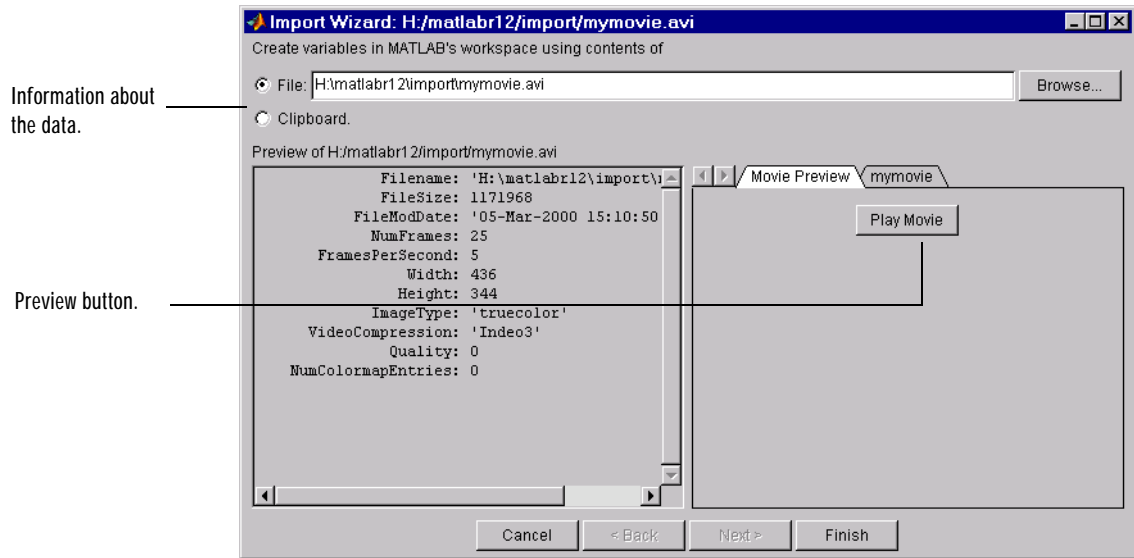 Import Wizard: H:/matlabr12/import/mymovie.avi
Create variables in MATLAB's workspace using contents of
Information about
the data.
File: H:\matlabr12\import\mymovie.avi
Browse...
Clipboard.
Preview of H:/matlabr12/import/mymovie.avi
Filename: 'H:\matlabr12\import\
FileSize: 1171968
FileModDate: '05-Mar-2000 15:10:50
NumFrames: 25
FramesPerSecond: 5
Width: 436
Height: 344
ImageType: 'truecolor'
VideoCompression: 'Indeo3'
Quality: 0
NumColormapEntries: 0
Movie Preview
mymovie
Play Movie
Preview button.
Cancel
< Back
Next >
Finish